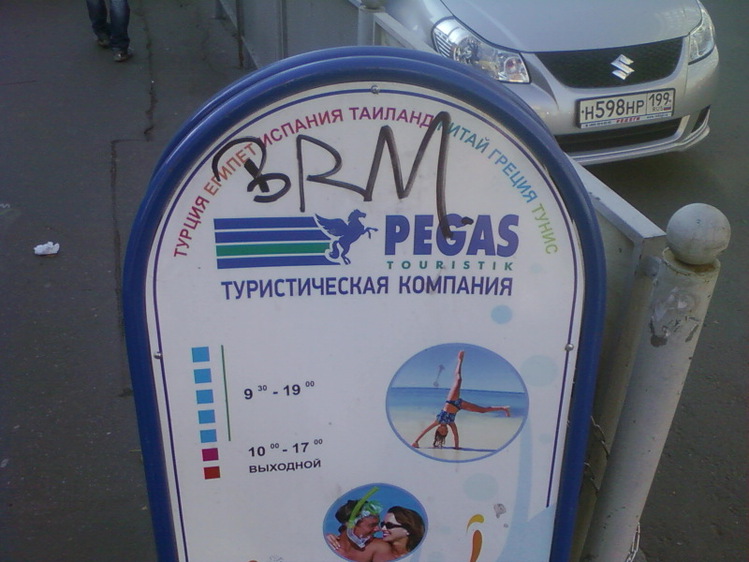 ТУРЦИЯ ЕГИПЕТ ИСПАНИЯ ТАИЛАНД КИТАЙ ГРЕЦИЯ ТУНИС
BRM
PEGAS
TOURISTIK
ТУРИСТИЧЕСКАЯ КОМПАНИЯ
9 30 - 19 00
10 00 - 17 00
ВЫХОДНОЙ
Н598НР 199